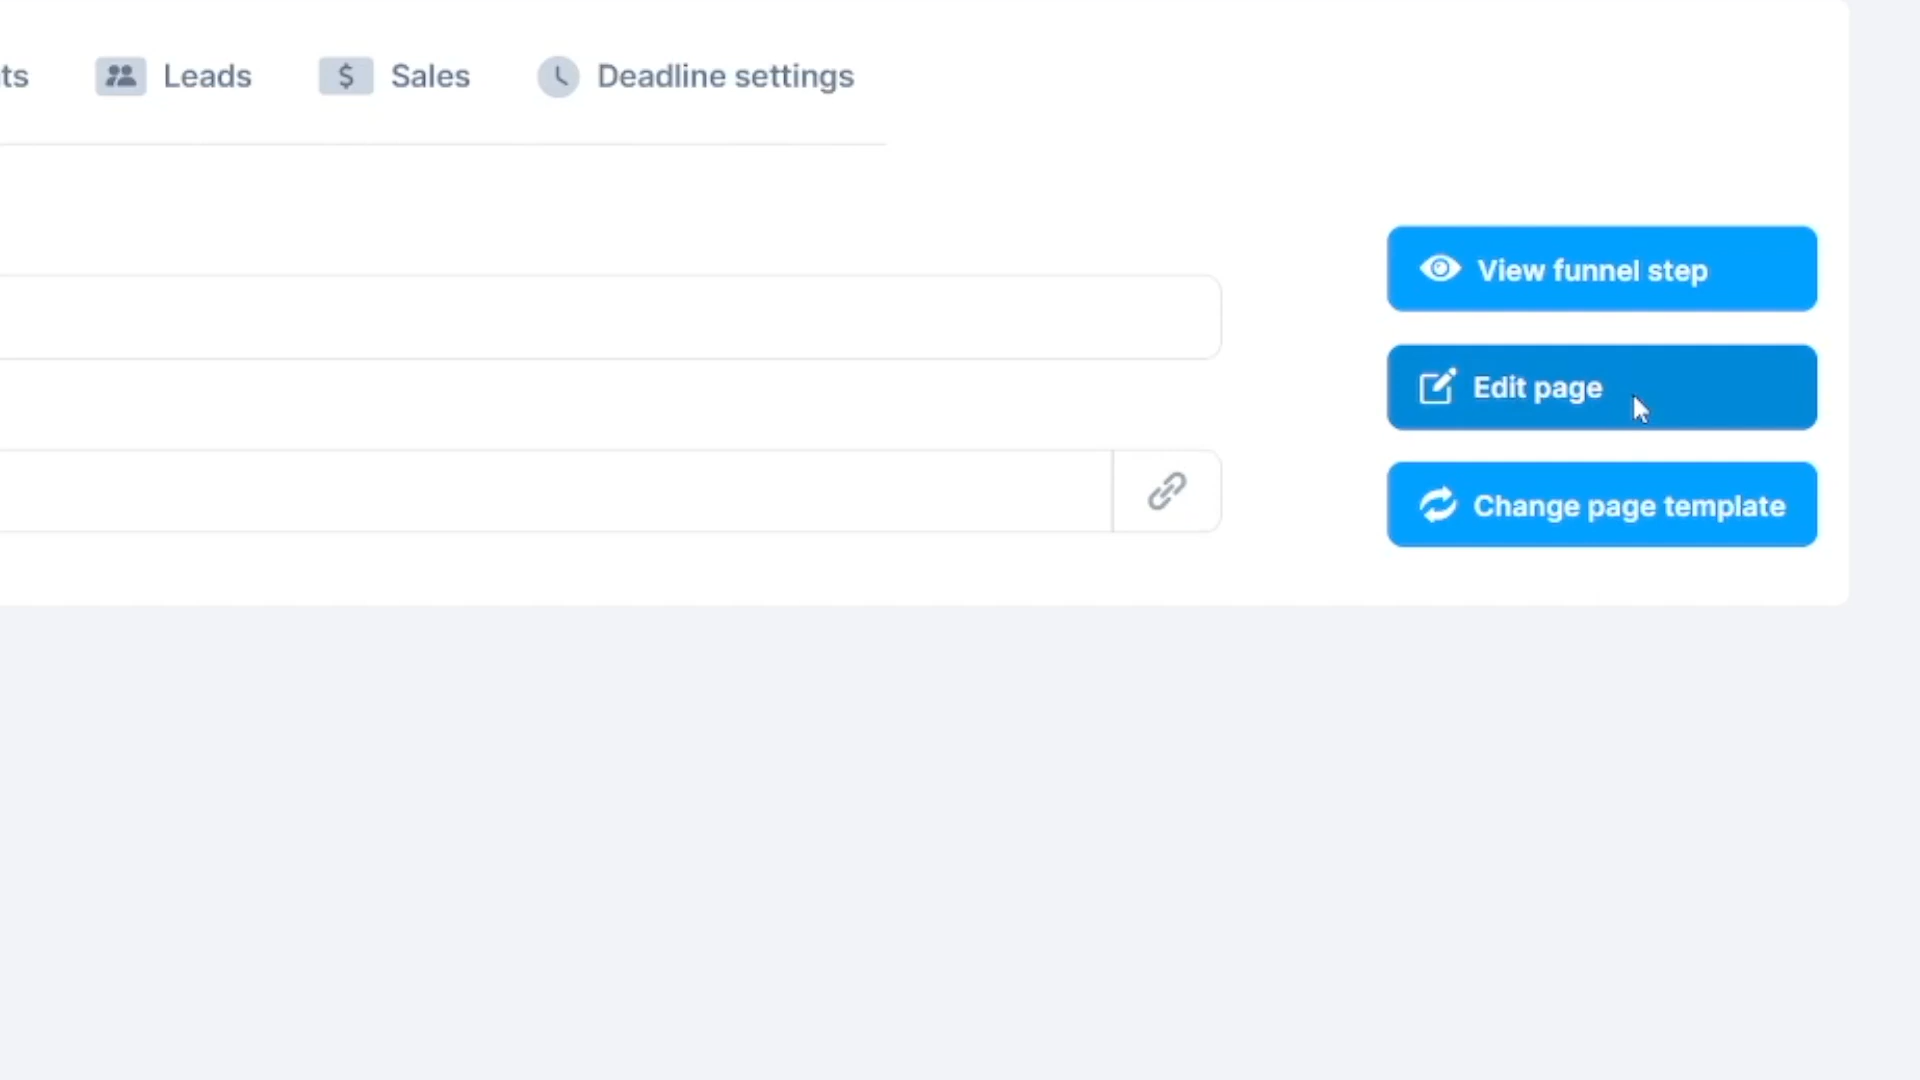 ts Leads $ Sales Deadline settings
View funnel step
Edit page
Change page template